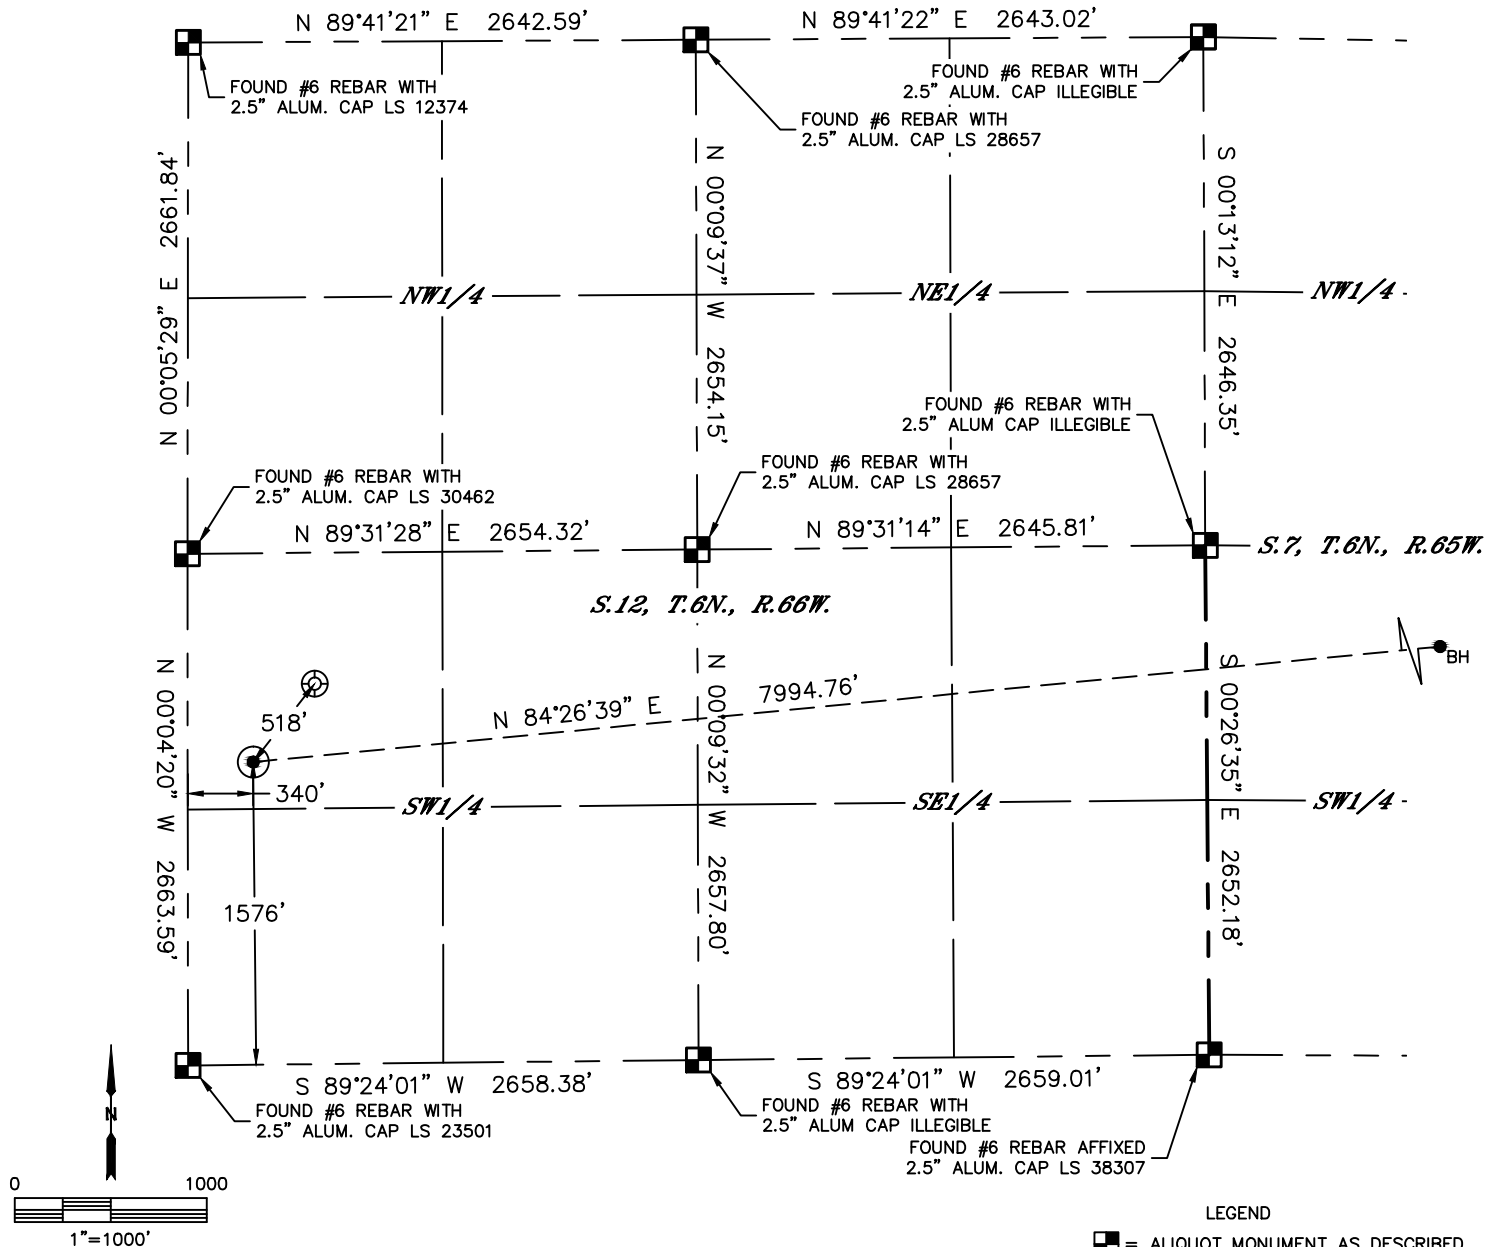 N 89°41'21" E 2642.59'
N 89°41'22" E 2643.02'
FOUND #6 REBAR WITH
2.5" ALUM. CAP LS 12374
FOUND #6 REBAR WITH
2.5" ALUM. CAP LS 28657
FOUND #6 REBAR WITH
2.5" ALUM. CAP ILLEGIBLE
N 00°05'29" E 2661.84'
N 00°09'37" W 2654.15'
S 00°13'12" E 2646.35'
NW1/4
NE1/4
NW1/4
FOUND #6 REBAR WITH
2.5" ALUM CAP ILLEGIBLE
FOUND #6 REBAR WITH
2.5" ALUM. CAP LS 30462
FOUND #6 REBAR WITH
2.5" ALUM. CAP LS 28657
N 89°31'28" E 2654.32'
N 89°31'14" E 2645.81'
S.7, T.6N., R.65W.
S.12, T.6N., R.66W.
BH
518'
N 84°26'39" E 7994.76'
340'
N 00°04'20" W 2663.59'
N 00°09'32" W 2657.80'
S 00°26'35" E 2652.18'
SW1/4
SE1/4
SW1/4
1576'
S 89°24'01" W 2658.38'
S 89°24'01" W 2659.01'
FOUND #6 REBAR WITH
2.5" ALUM. CAP LS 23501
FOUND #6 REBAR WITH
2.5" ALUM CAP ILLEGIBLE
FOUND #6 REBAR AFFIXED
2.5" ALUM. CAP LS 38307
N
0 1000
1"=1000'
LEGEND
= ALIQUOT MONUMENT AS DESCRIBED